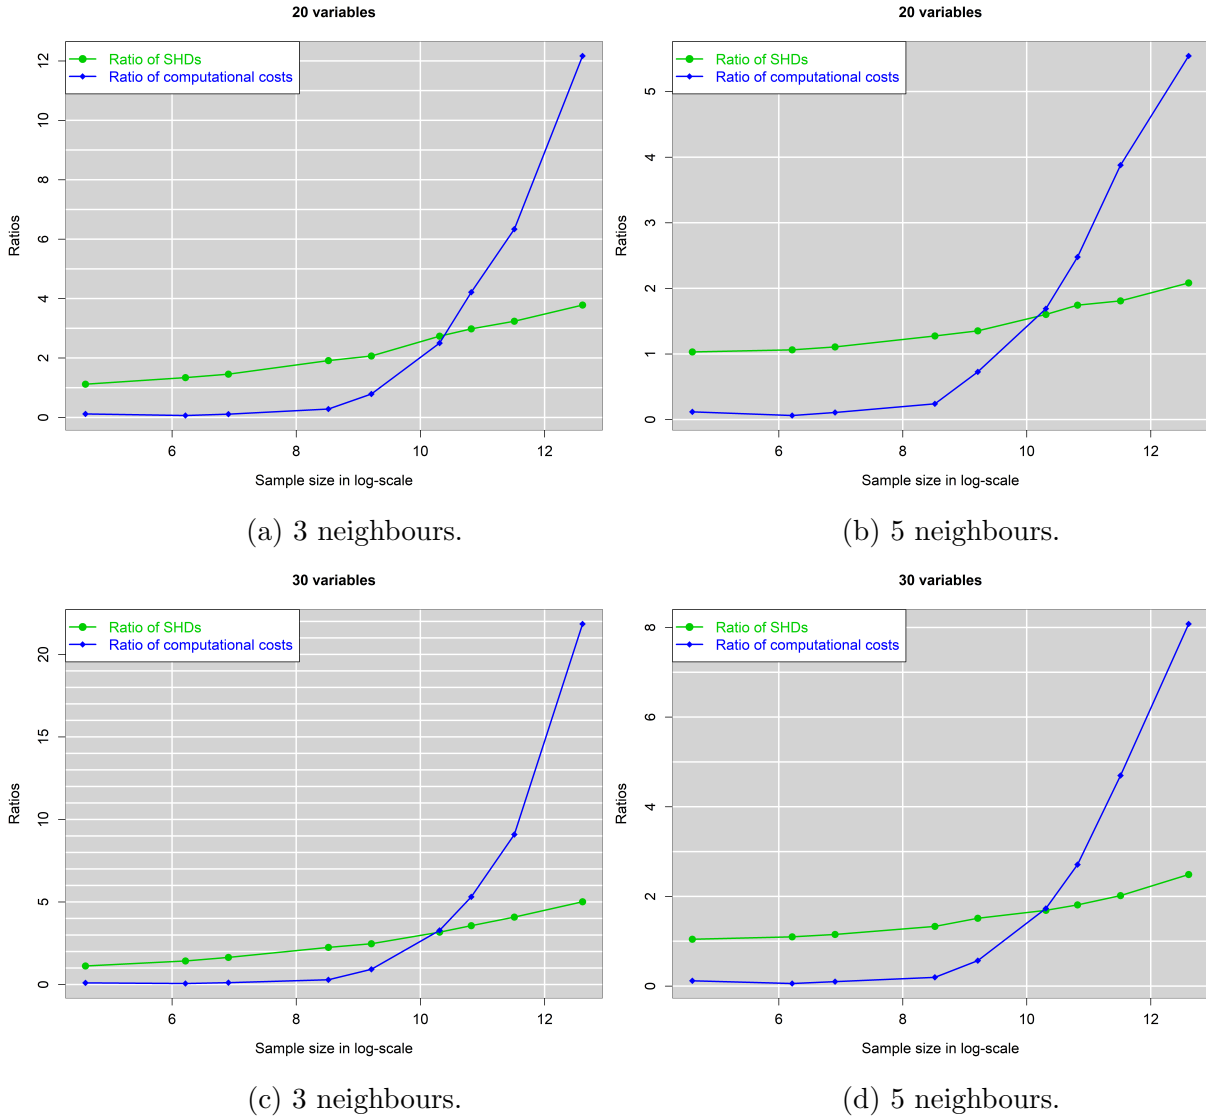 20 variables
Ratio of SHDs
Ratio of computational costs
Ratios
0
2
4
6
8
10
12
6
8
10
12
Sample size in log-scale
(a) 3 neighbours.
20 variables
Ratio of SHDs
Ratio of computational costs
Ratios
0
1
2
3
4
5
6
8
10
12
Sample size in log-scale
(b) 5 neighbours.
30 variables
Ratio of SHDs
Ratio of computational costs
Ratios
0
5
10
15
20
6
8
10
12
Sample size in log-scale
(c) 3 neighbours.
30 variables
Ratio of SHDs
Ratio of computational costs
Ratios
0
2
4
6
8
6
8
10
12
Sample size in log-scale
(d) 5 neighbours.